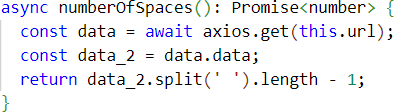 async numberOfSpaces(): Promise<number> {
  const data = await axios.get(this.url);
  const data_2 = data.data;
  return data_2.split(' ').length - 1;
}